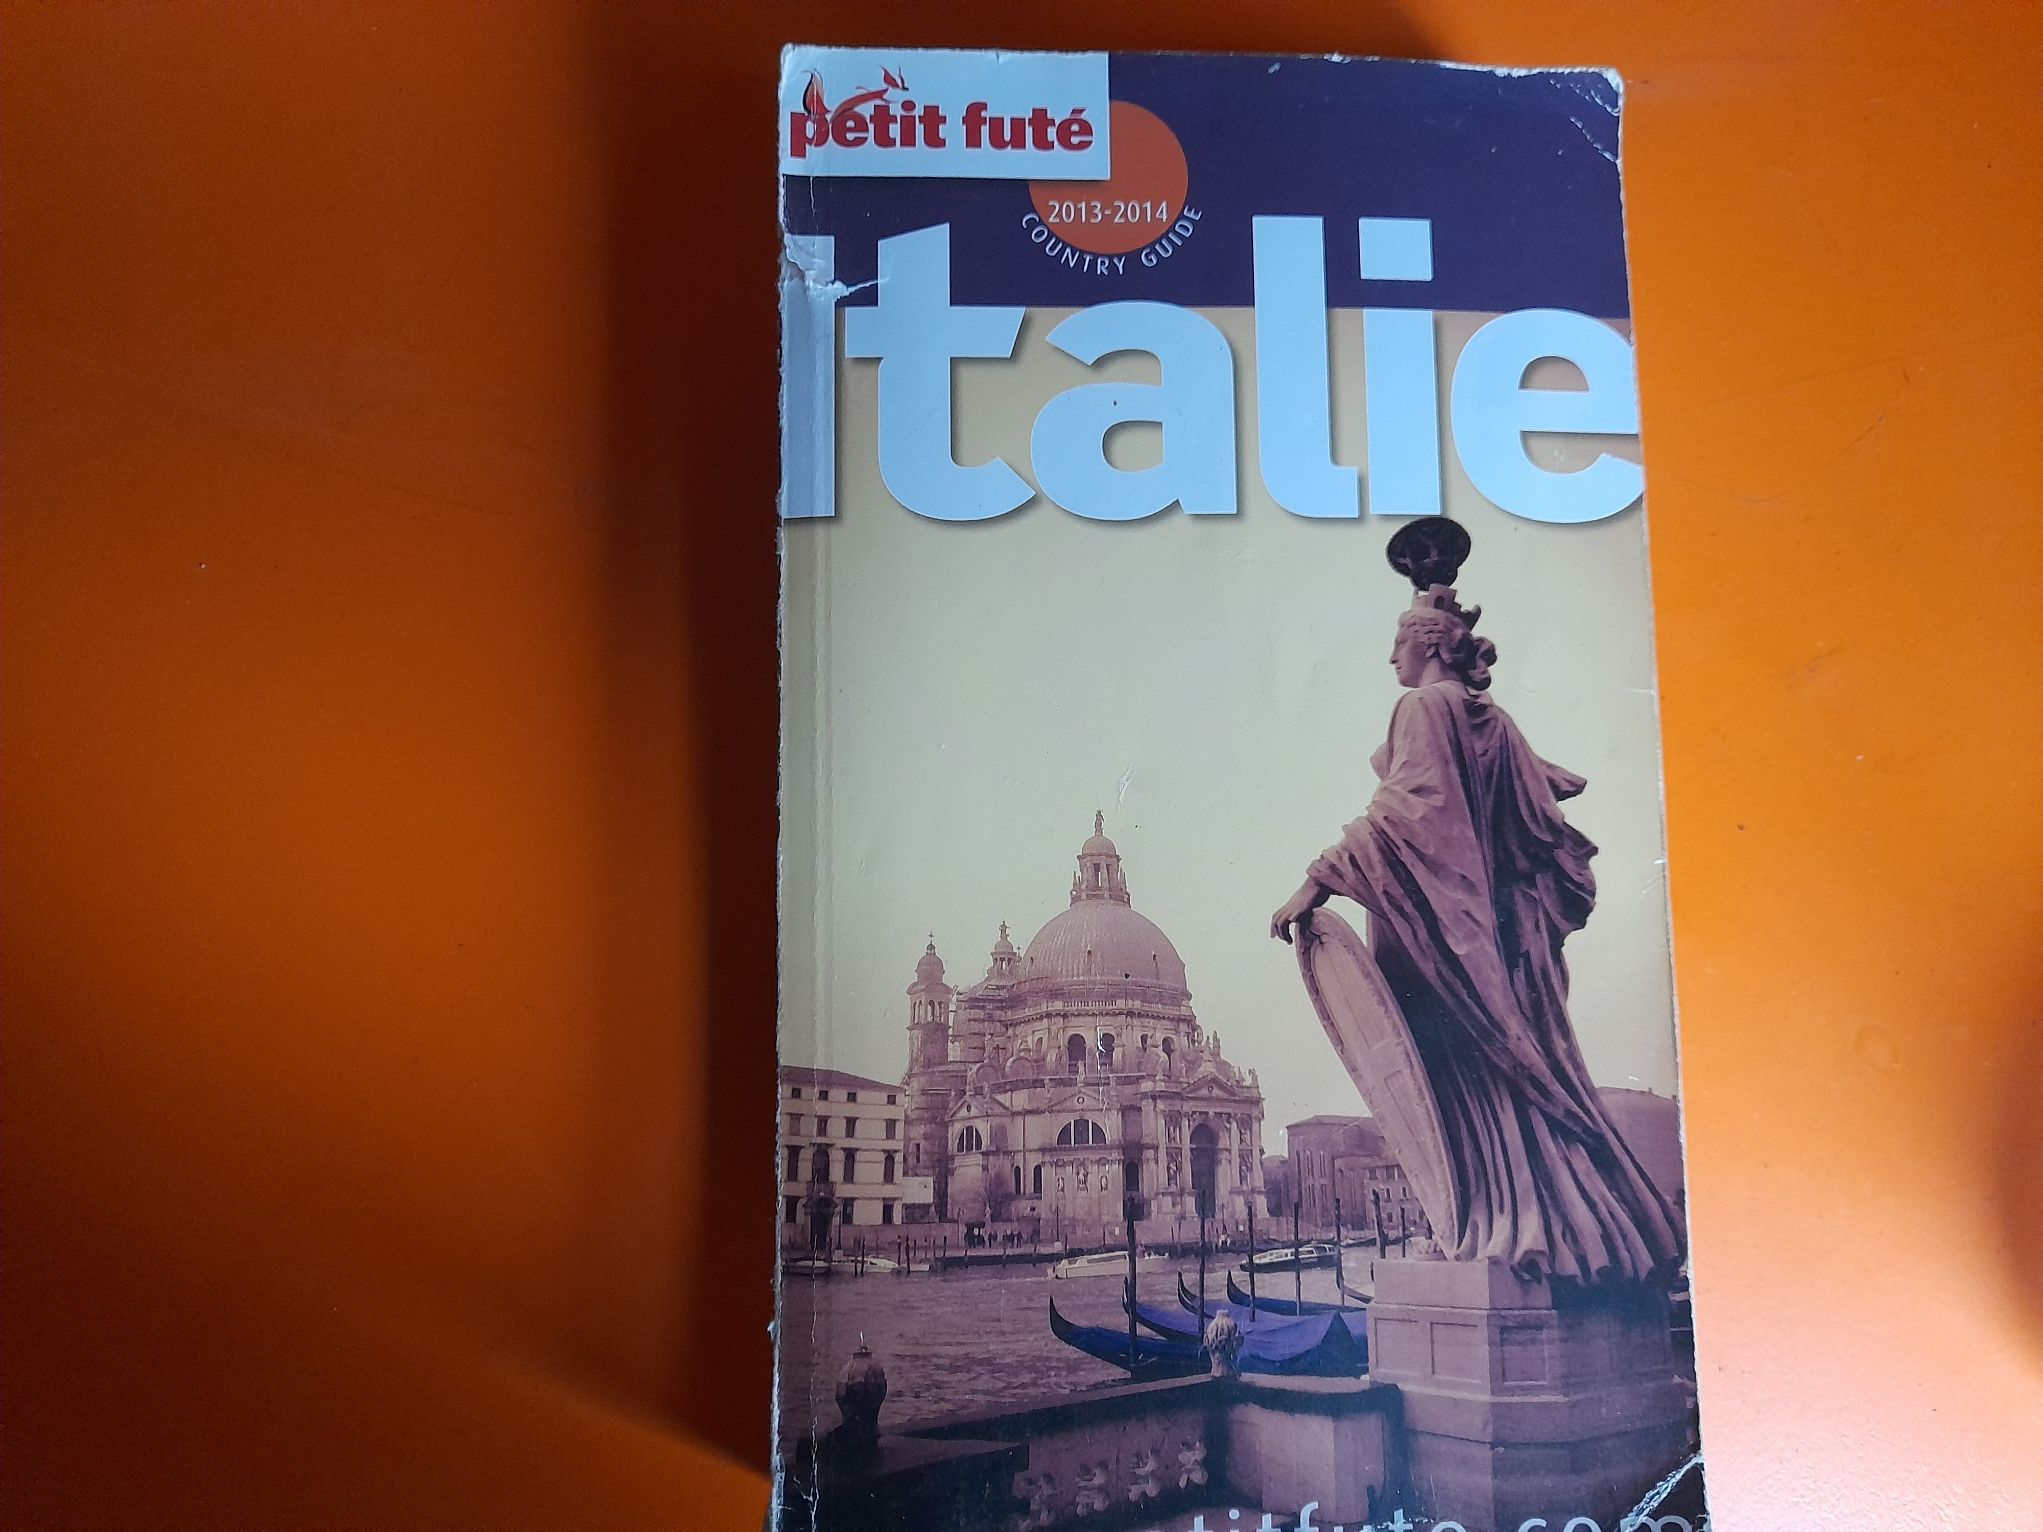 petit futé
2013-2014
COUNTRY GUIDE
Italie